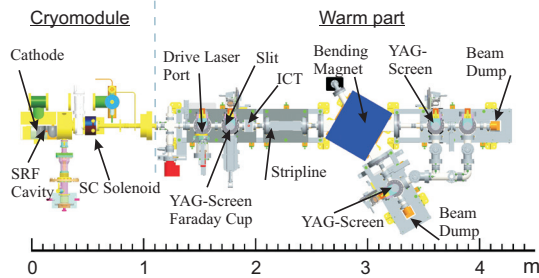 Cryomodule
Warm part
Cathode
Drive Laser
Port
Slit
ICT
Bending
Magnet
YAG-
Screen
Beam
Dump
SRF
Cavity
SC Solenoid
YAG-Screen
Faraday Cup
Stripline
YAG-Screen
Beam
Dump
0 1 2 3 4 m